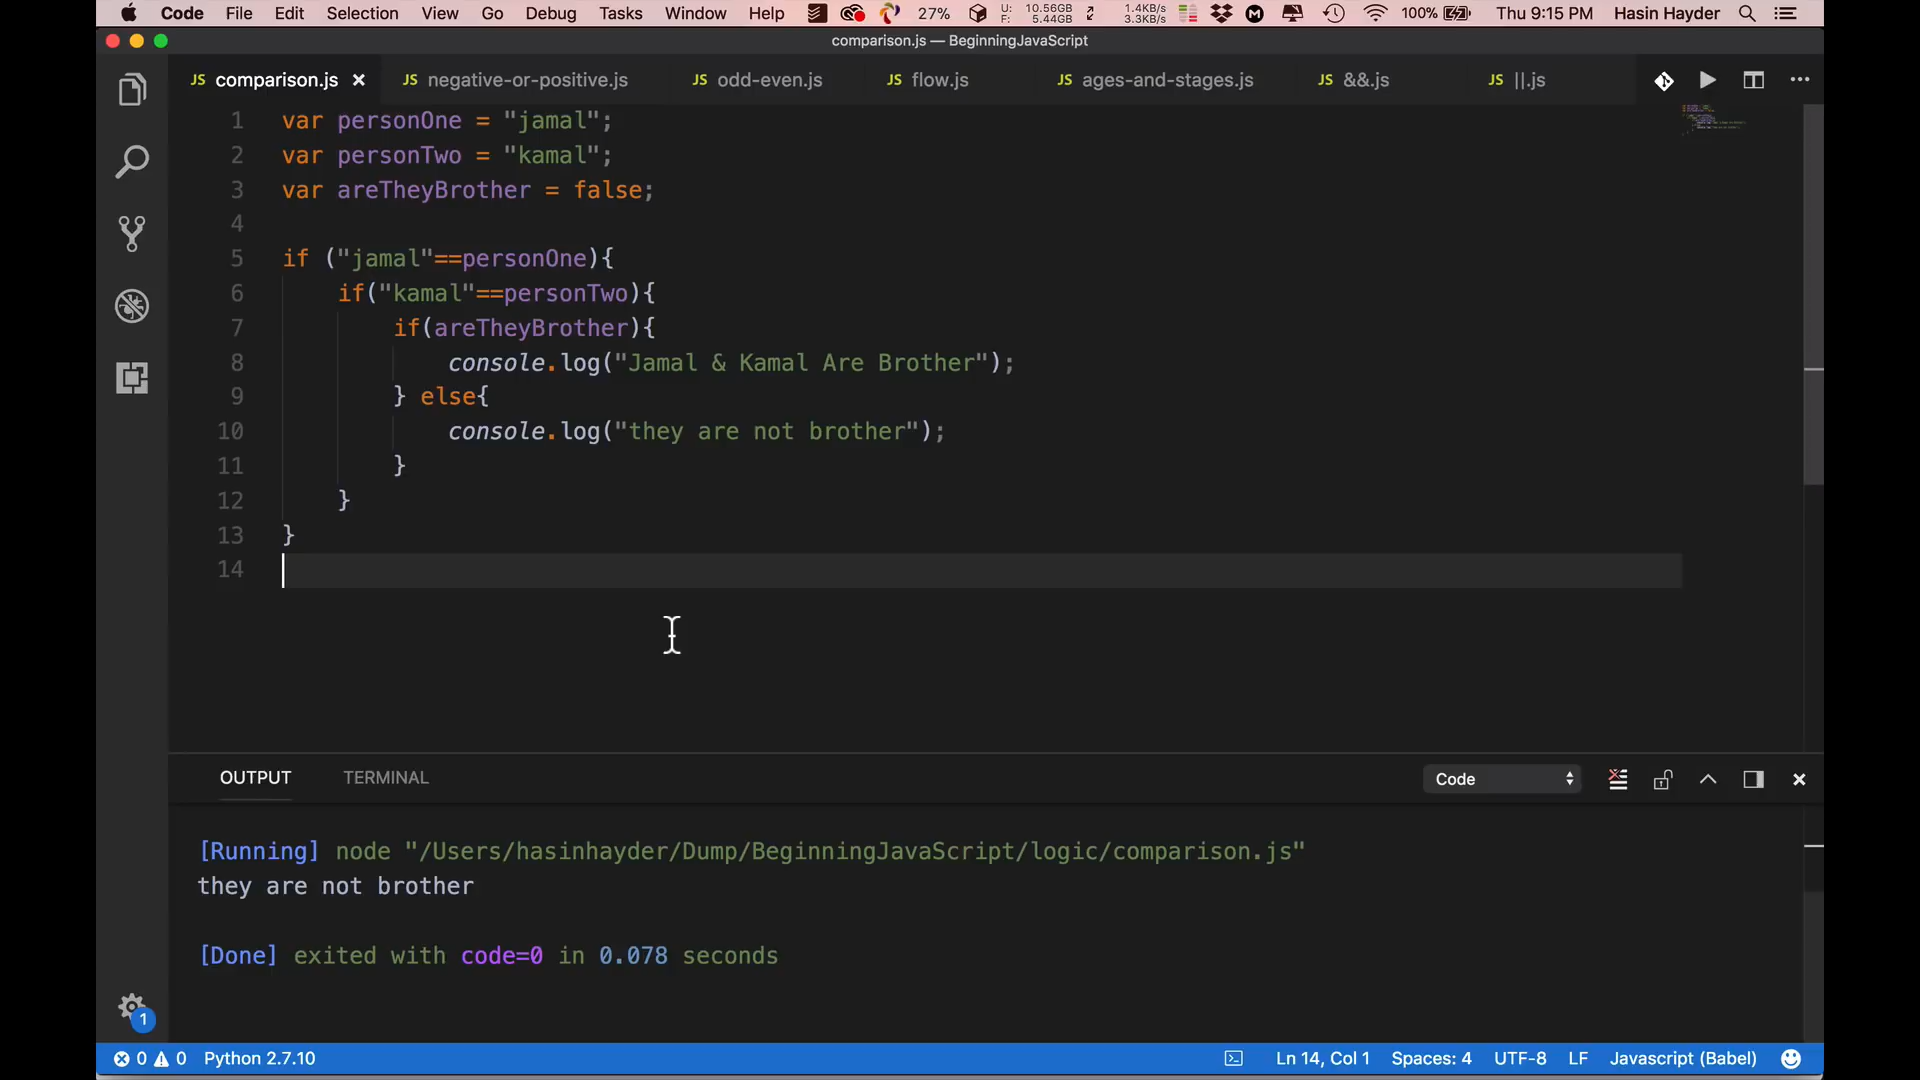 Code File Edit Selection View Go Debug Tasks Window Help 27% U: 10.56GB F: 5.44GB 1.4KB/s 3.3KB/s 100% Thu 9:15 PM Hasin Hayder
comparison.js — BeginningJavaScript
JS comparison.js JS negative-or-positive.js JS odd-even.js JS flow.js JS ages-and-stages.js JS &&.js JS ||.js
1 var personOne = "jamal";
2 var personTwo = "kamal";
3 var areTheyBrother = false;
4
5 if ("jamal"==personOne){
6 if("kamal"==personTwo){
7 if(areTheyBrother){
8 console.log("Jamal & Kamal Are Brother");
9 } else{
10 console.log("they are not brother");
11 }
12 }
13 }
14
OUTPUT TERMINAL Code
[Running] node "/Users/hasinhayder/Dump/BeginningJavaScript/logic/comparison.js"
they are not brother
[Done] exited with code=0 in 0.078 seconds
1
0 0 Python 2.7.10 Ln 14, Col 1 Spaces: 4 UTF-8 LF Javascript (Babel)